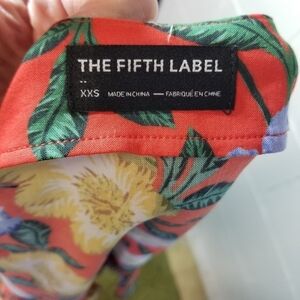 THE FIFTH LABEL
XXS MADE IN CHINA — FABRIQUÉ EN CHINE